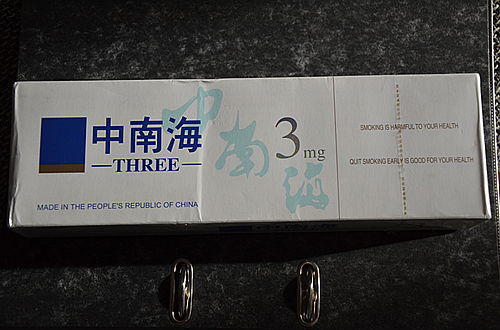 中南海
THREE
中南海
3mg
MADE IN THE PEOPLE'S REPUBLIC OF CHINA
SMOKING IS HARMFUL TO YOUR HEALTH
QUIT SMOKING EARLY IS GOOD FOR YOUR HEALTH